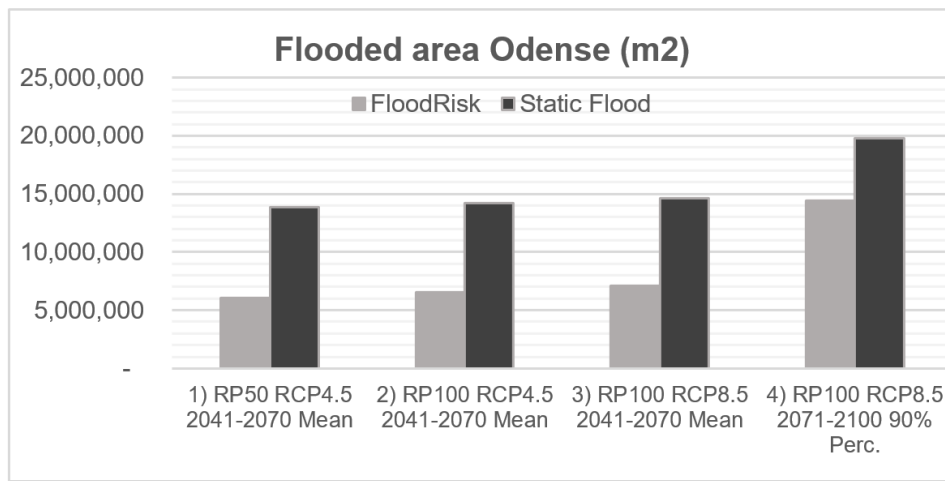 Flooded area Odense (m2)
25,000,000
FloodRisk Static Flood
20,000,000
15,000,000
10,000,000
5,000,000
-
1) RP50 RCP4.5 2) RP100 RCP4.5 3) RP100 RCP8.5 4) RP100 RCP8.5
2041-2070 Mean 2041-2070 Mean 2041-2070 Mean 2071-2100 90%
Perc.